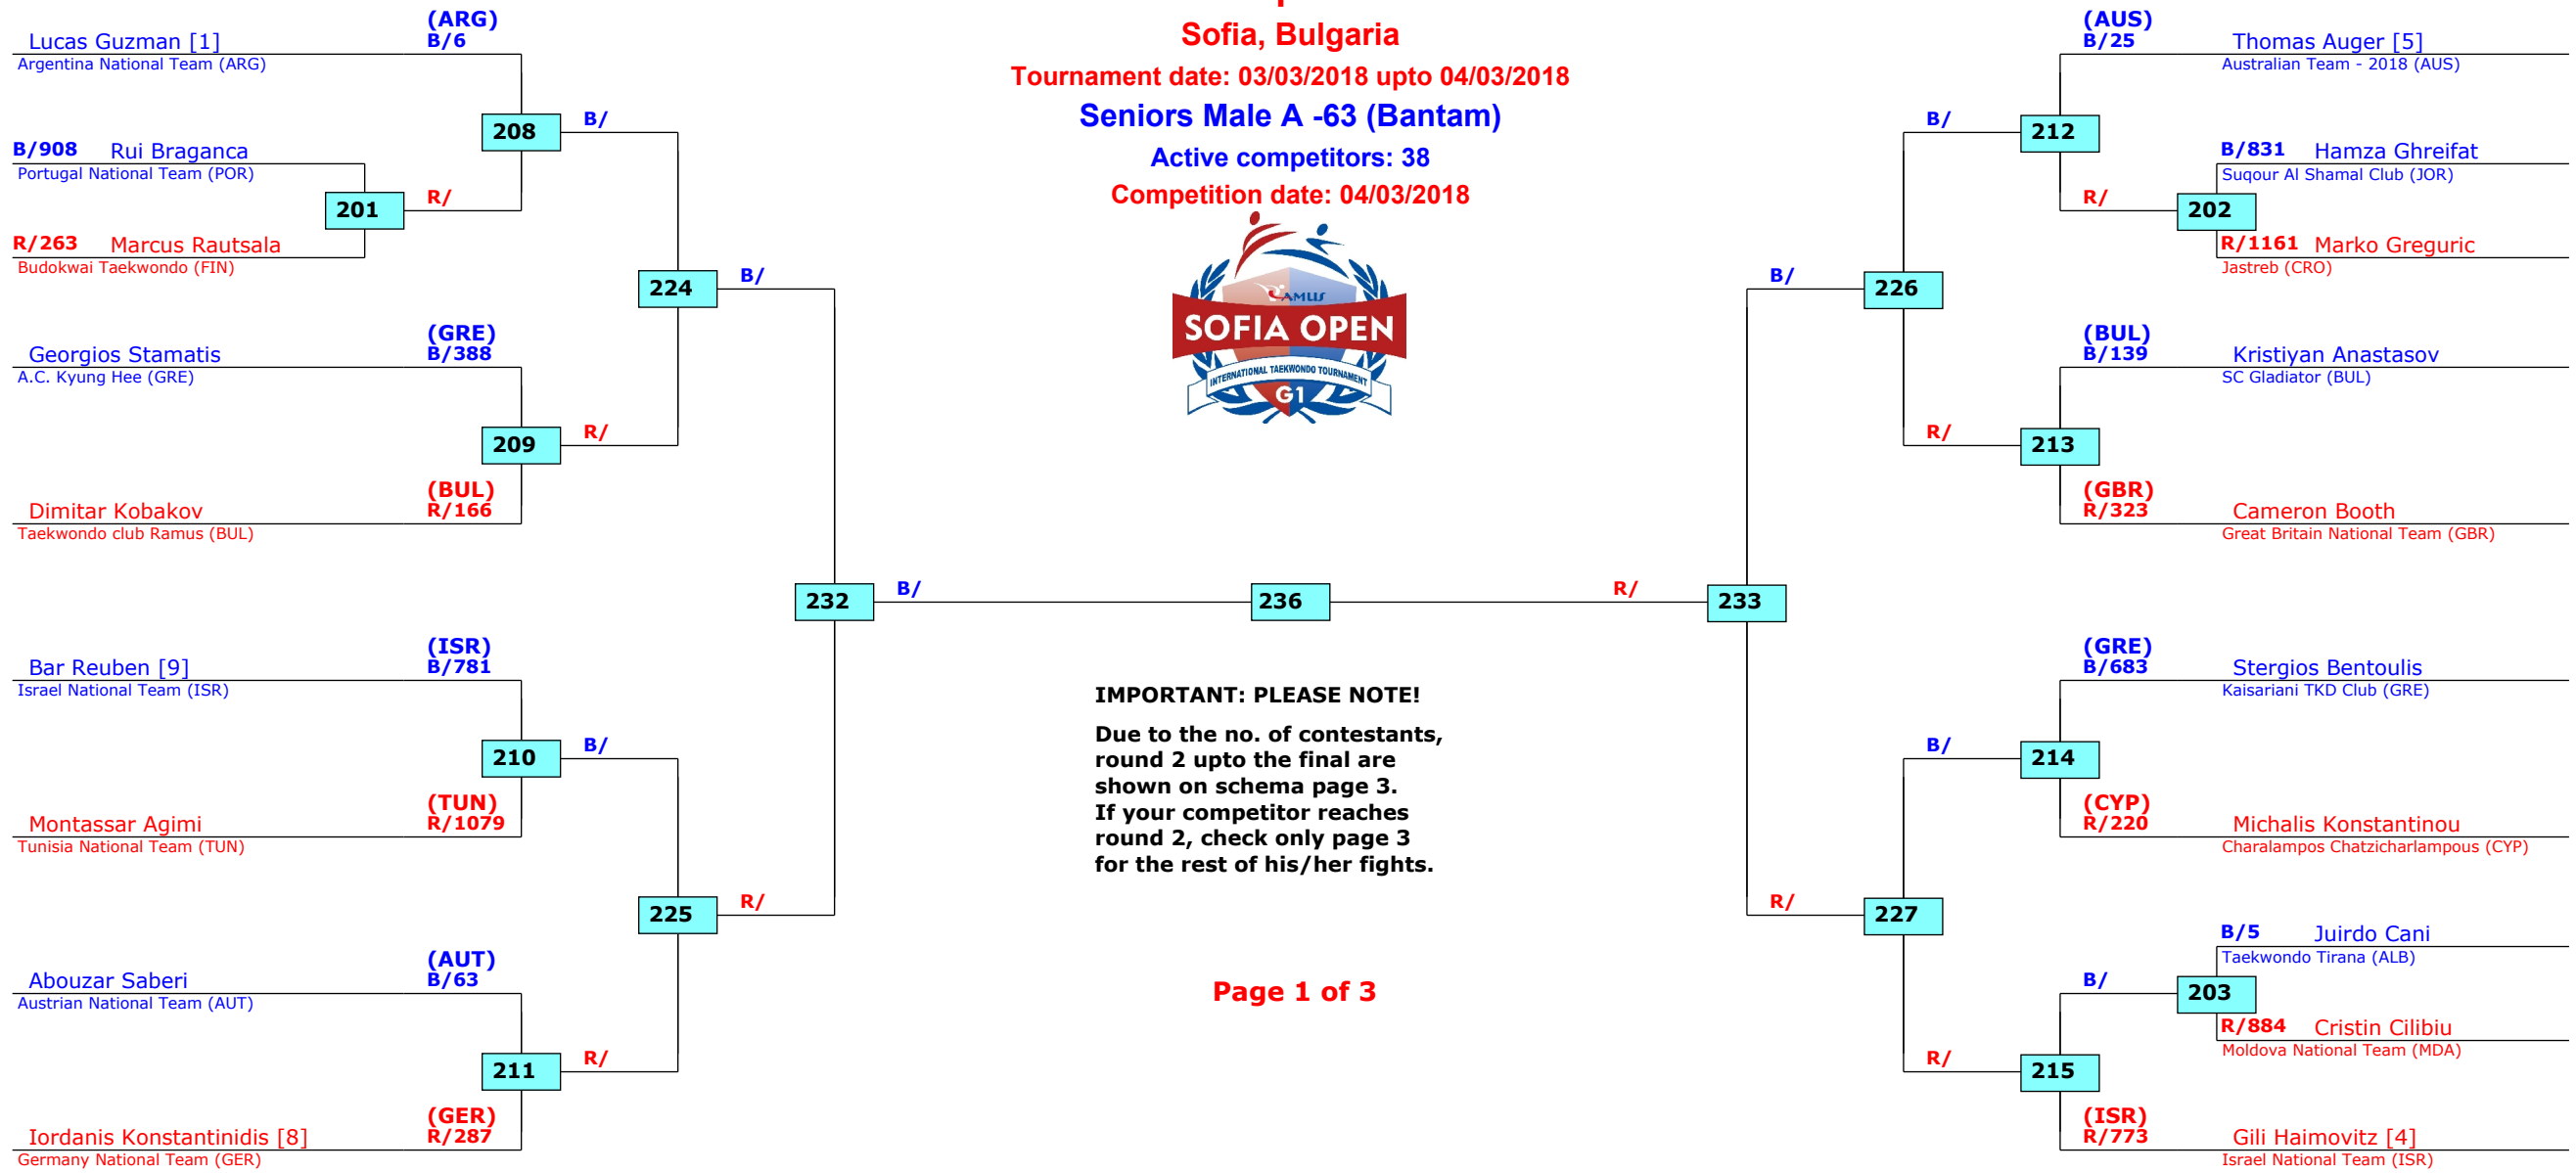 Sofia, Bulgaria
Tournament date: 03/03/2018 upto 04/03/2018
Seniors Male A -63 (Bantam)
Active competitors: 38
Competition date: 04/03/2018
RAMUS
SOFIA OPEN
INTERNATIONAL TAEKWONDO TOURNAMENT
G1
(ARG)
Lucas Guzman [1] B/6
Argentina National Team (ARG)
208 B/
B/908 Rui Braganca
Portugal National Team (POR)
201 R/
R/263 Marcus Rautsala
Budokwai Taekwondo (FIN)
224 B/
(GRE)
Georgios Stamatis B/388
A.C. Kyung Hee (GRE)
209 R/
(BUL)
Dimitar Kobakov R/166
Taekwondo club Ramus (BUL)
232 B/
(ISR)
Bar Reuben [9] B/781
Israel National Team (ISR)
210 B/
(TUN)
Montassar Agimi R/1079
Tunisia National Team (TUN)
225 R/
(AUT)
Abouzar Saberi B/63
Austrian National Team (AUT)
211 R/
(GER)
Iordanis Konstantinidis [8] R/287
Germany National Team (GER)
236
IMPORTANT: PLEASE NOTE!
Due to the no. of contestants,
round 2 upto the final are
shown on schema page 3.
If your competitor reaches
round 2, check only page 3
for the rest of his/her fights.
Page 1 of 3
(AUS)
B/25 Thomas Auger [5]
Australian Team - 2018 (AUS)
B/ 212
B/831 Hamza Ghreifat
Suqour Al Shamal Club (JOR)
R/ 202
R/1161 Marko Greguric
Jastreb (CRO)
B/ 226
(BUL)
B/139 Kristiyan Anastasov
SC Gladiator (BUL)
R/ 213
(GBR)
R/323 Cameron Booth
Great Britain National Team (GBR)
R/ 233
(GRE)
B/683 Stergios Bentoulis
Kaisariani TKD Club (GRE)
B/ 214
(CYP)
R/220 Michalis Konstantinou
Charalampos Chatzicharlampous (CYP)
R/ 227
B/5 Juirdo Cani
Taekwondo Tirana (ALB)
B/ 203
R/884 Cristin Cilibiu
Moldova National Team (MDA)
R/ 215
(ISR)
R/773 Gili Haimovitz [4]
Israel National Team (ISR)